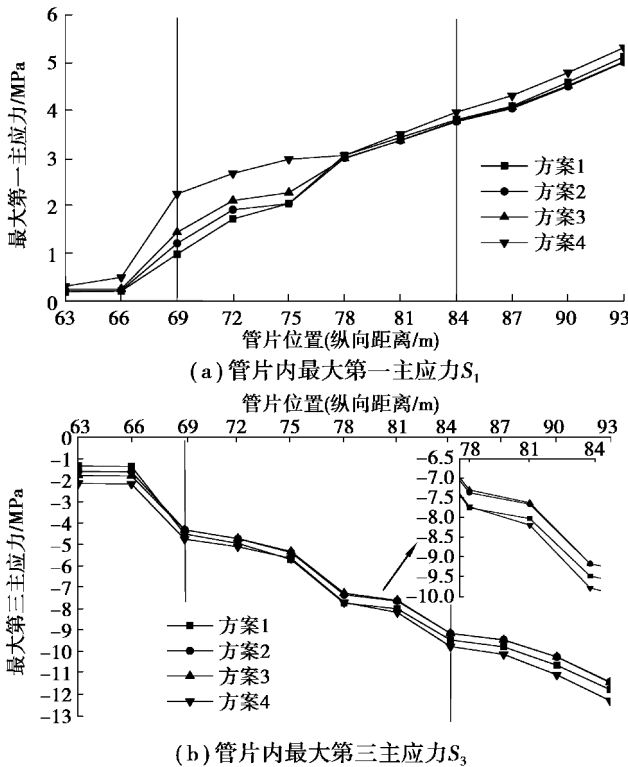 6
5
4
3
2
1
0
最大第一主应力/MPa
方案1
方案2
方案3
方案4
63 66 69 72 75 78 81 84 87 90 93
管片位置(纵向距离/m)
(a)管片内最大第一主应力S₁
管片位置(纵向距离/m)
63 66 69 72 75 78 81 84 87 90 93
0
-1
-2
-3
-4
-5
-6
-7
-8
-9
-10
-11
-12
-13
最大第三主应力/MPa
78 81 84
-6.5
-7.0
-7.5
-8.0
-8.5
-9.0
-9.5
-10.0
方案1
方案2
方案3
方案4
(b)管片内最大第三主应力S₃